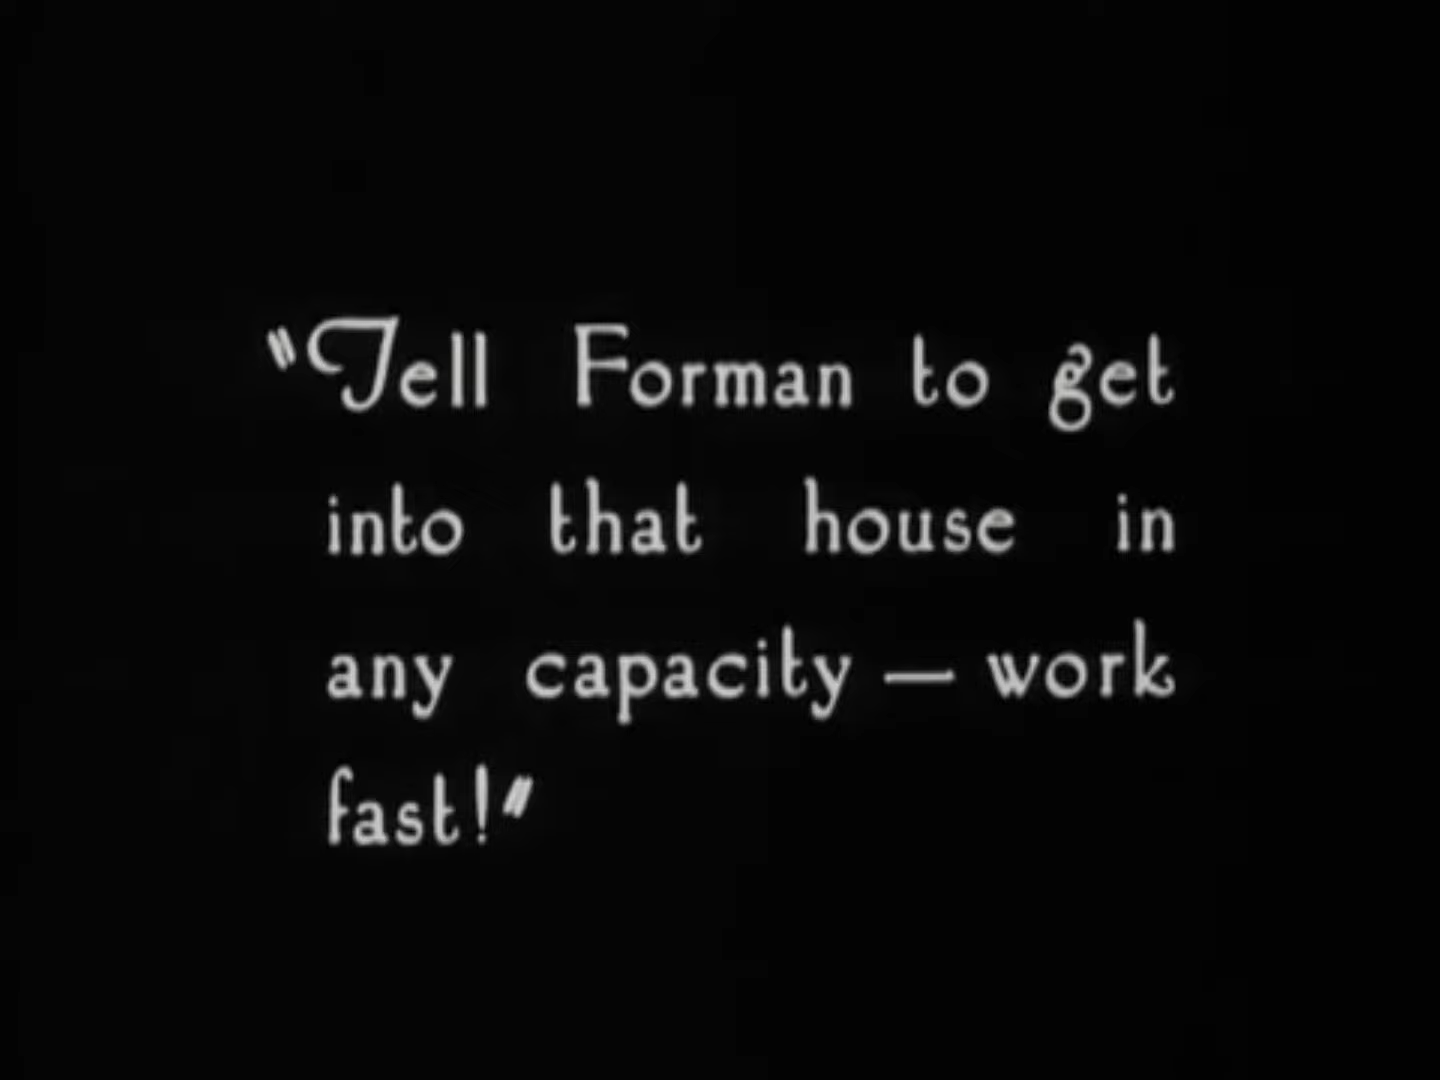 "Tell Forman to get
into that house in
any capacity — work
fast!"